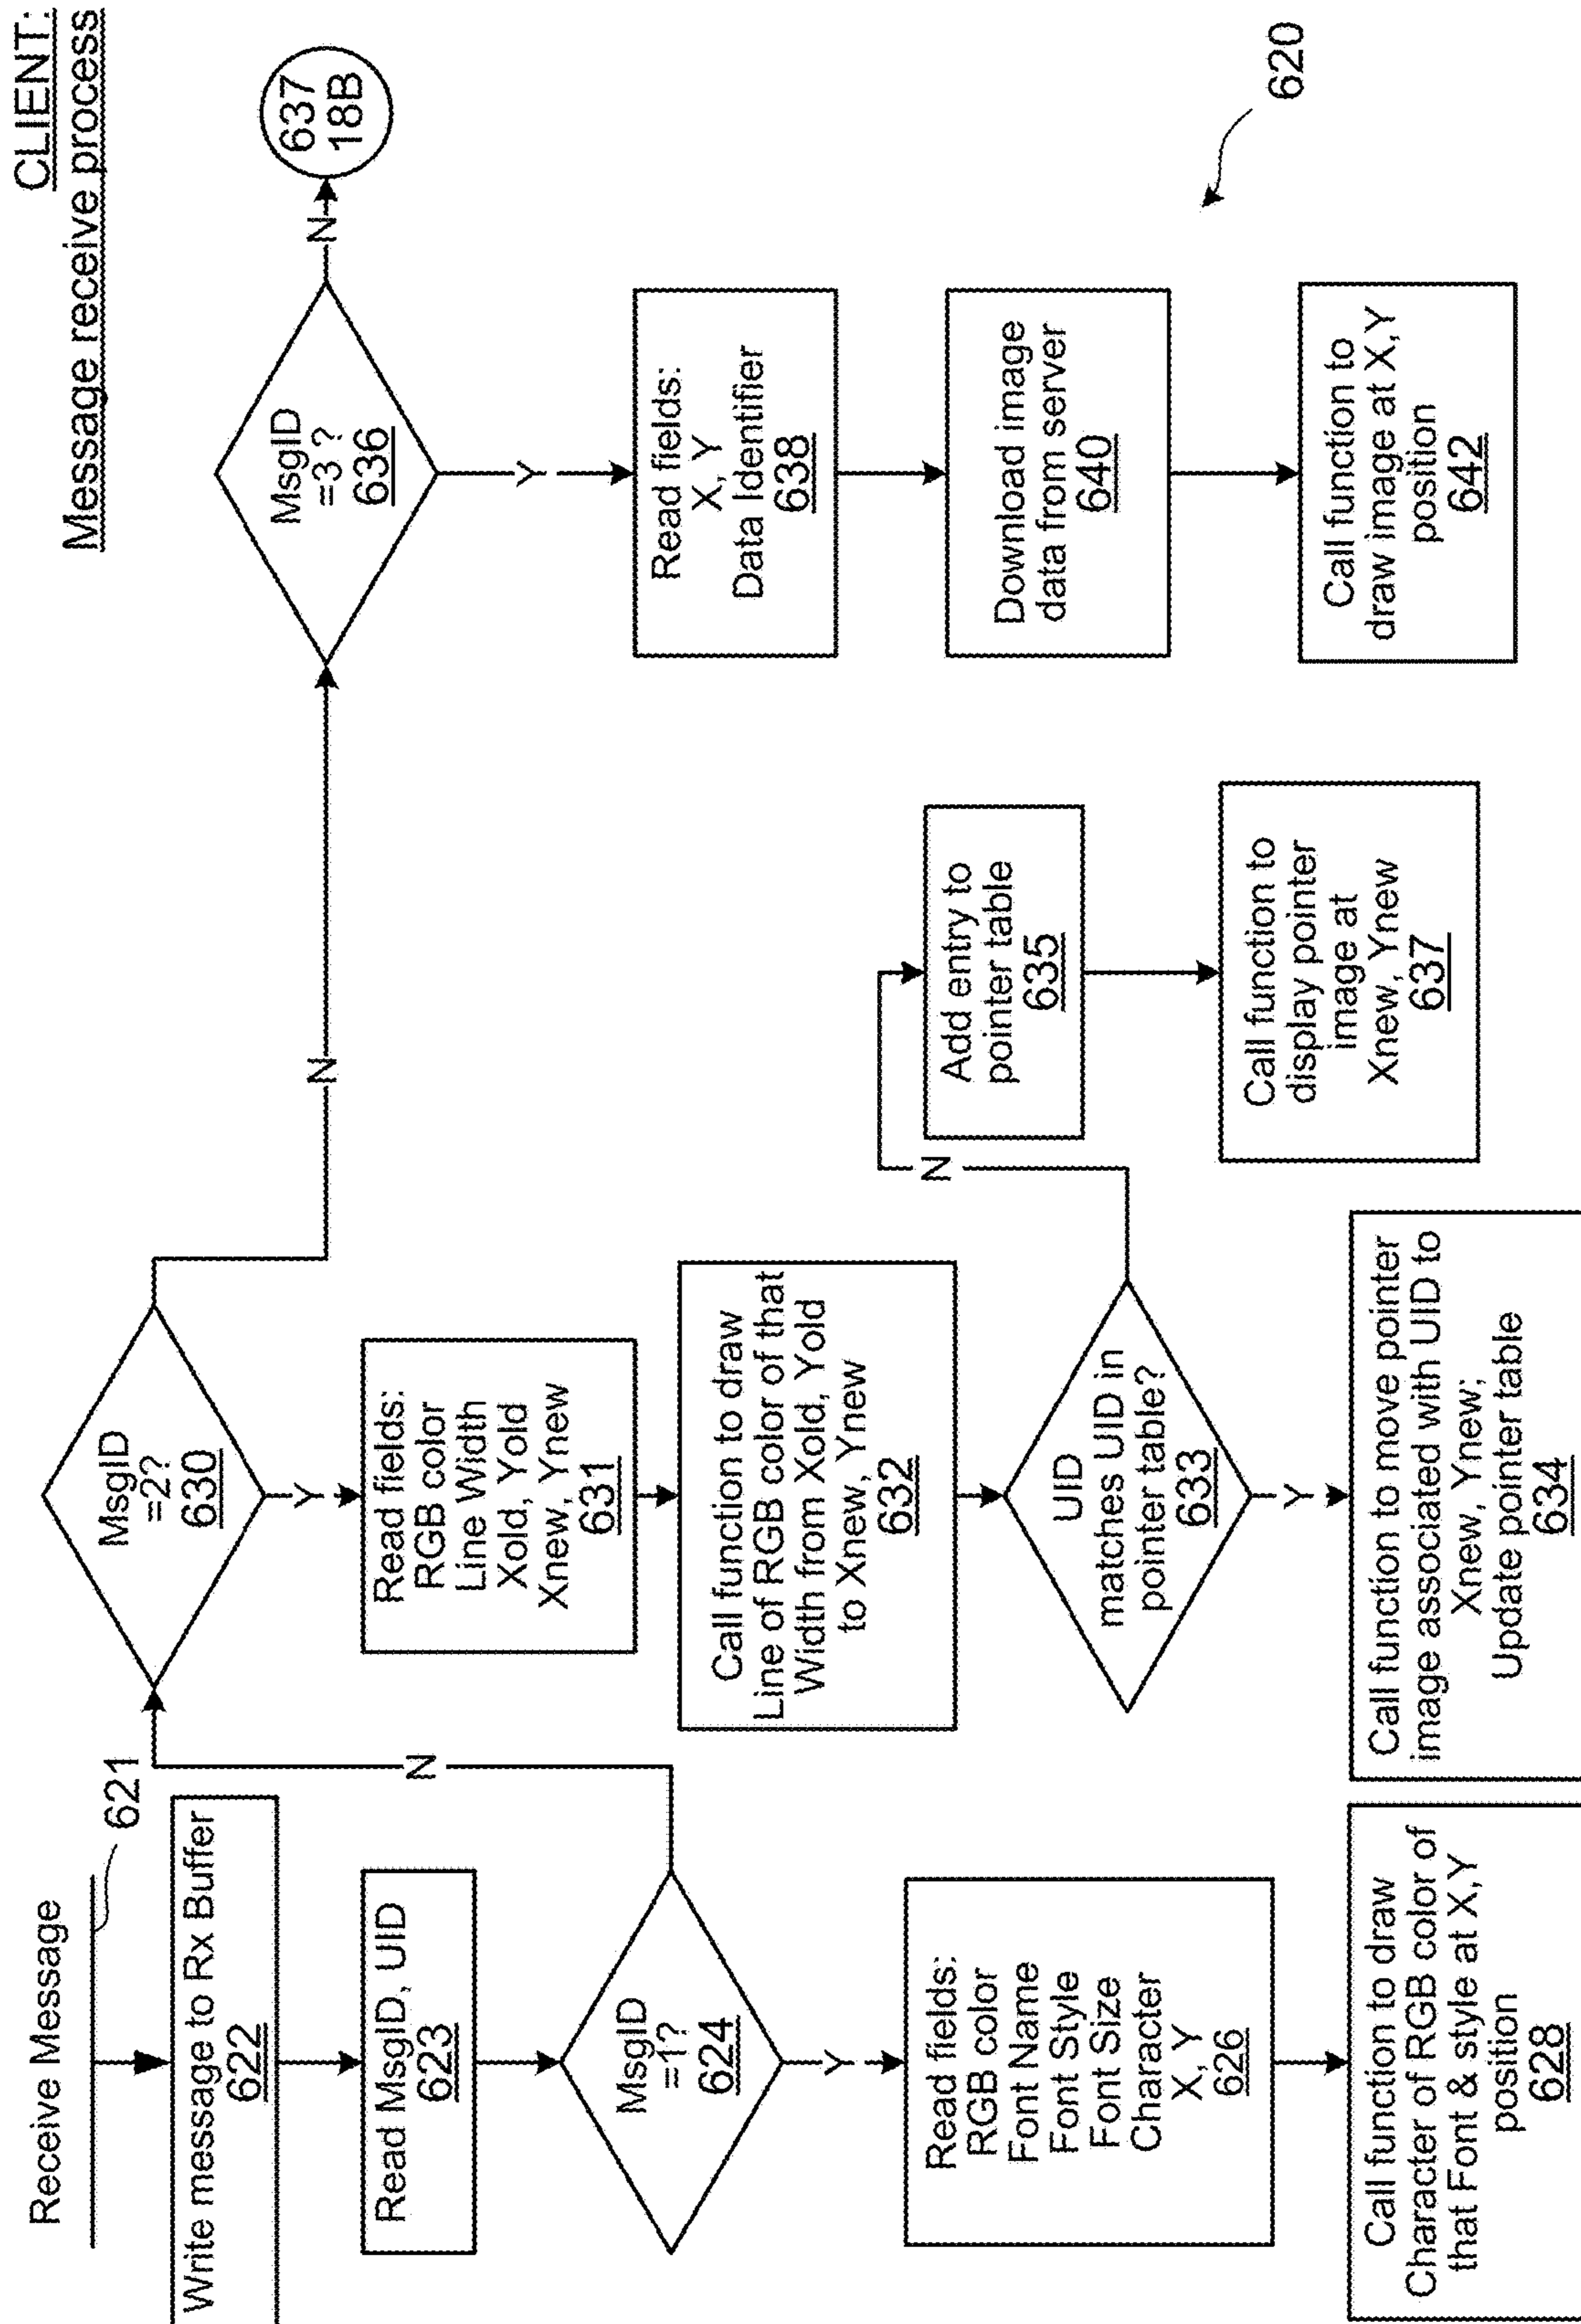 CLIENT:
Message receive process
Receive Message
621
Write message to Rx Buffer
622
Read MsgID, UID
623
MsgID
=1?
624
N
Y
Read fields:
RGB color
Font Name
Font Style
Font Size
Character
X, Y
626
Call function to draw
Character of RGB color of
that Font & style at X,Y
position
628
MsgID
=2?
630
N
Y
Read fields:
RGB color
Line Width
Xold, Yold
Xnew, Ynew
631
Call function to draw
Line of RGB color of that
Width from Xold, Yold
to Xnew, Ynew
632
UID
matches UID in
pointer table?
633
N
Y
Call function to move pointer
image associated with UID to
Xnew, Ynew;
Update pointer table
634
Add entry to
pointer table
635
Call function to
display pointer
image at
Xnew, Ynew
637
MsgID
=3 ?
636
N
637
18B
Y
Read fields:
X, Y
Data Identifier
638
Download image
data from server
640
Call function to
draw image at X,Y
position
642
620